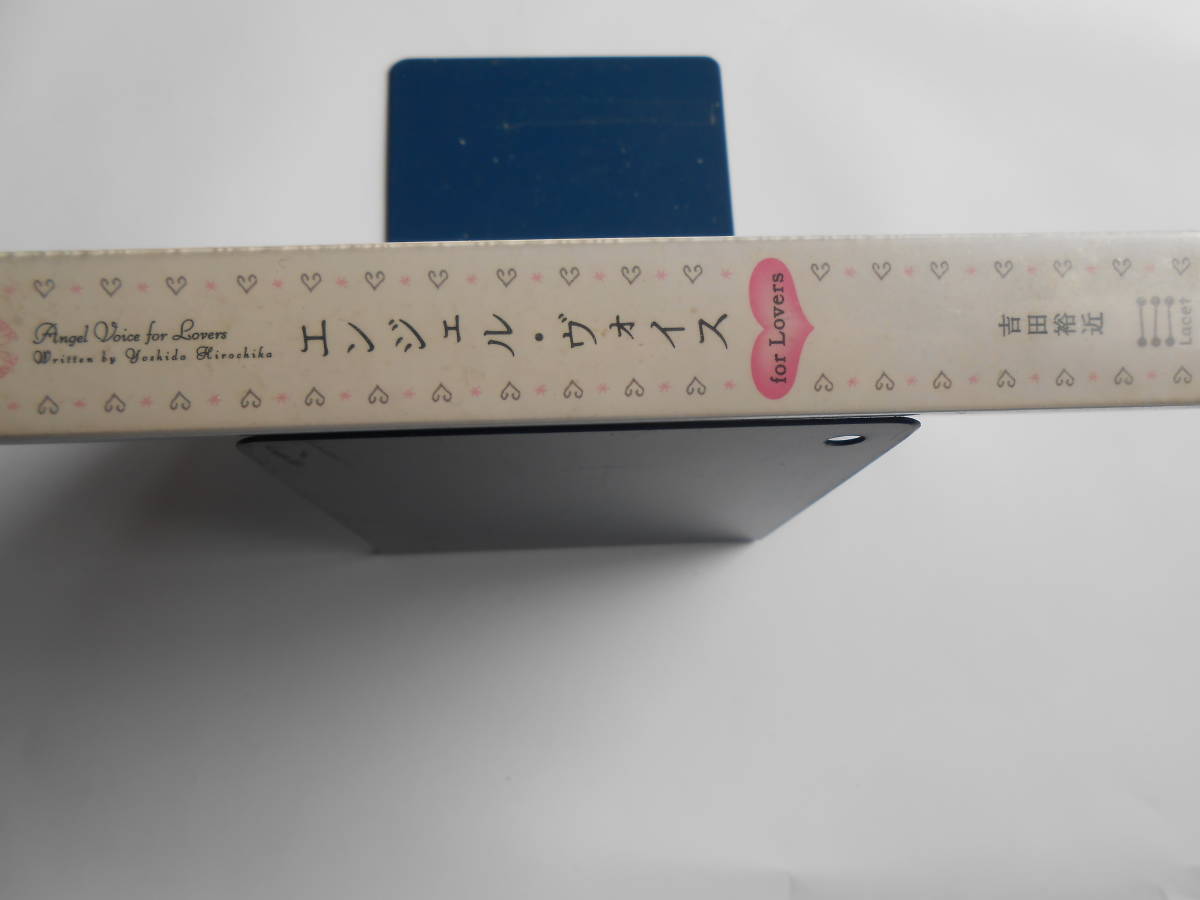 Angel Voice for Lovers
Written by Yoshida Hirochika
エンジェル・ヴォイス
for Lovers
吉田裕近
Lacet